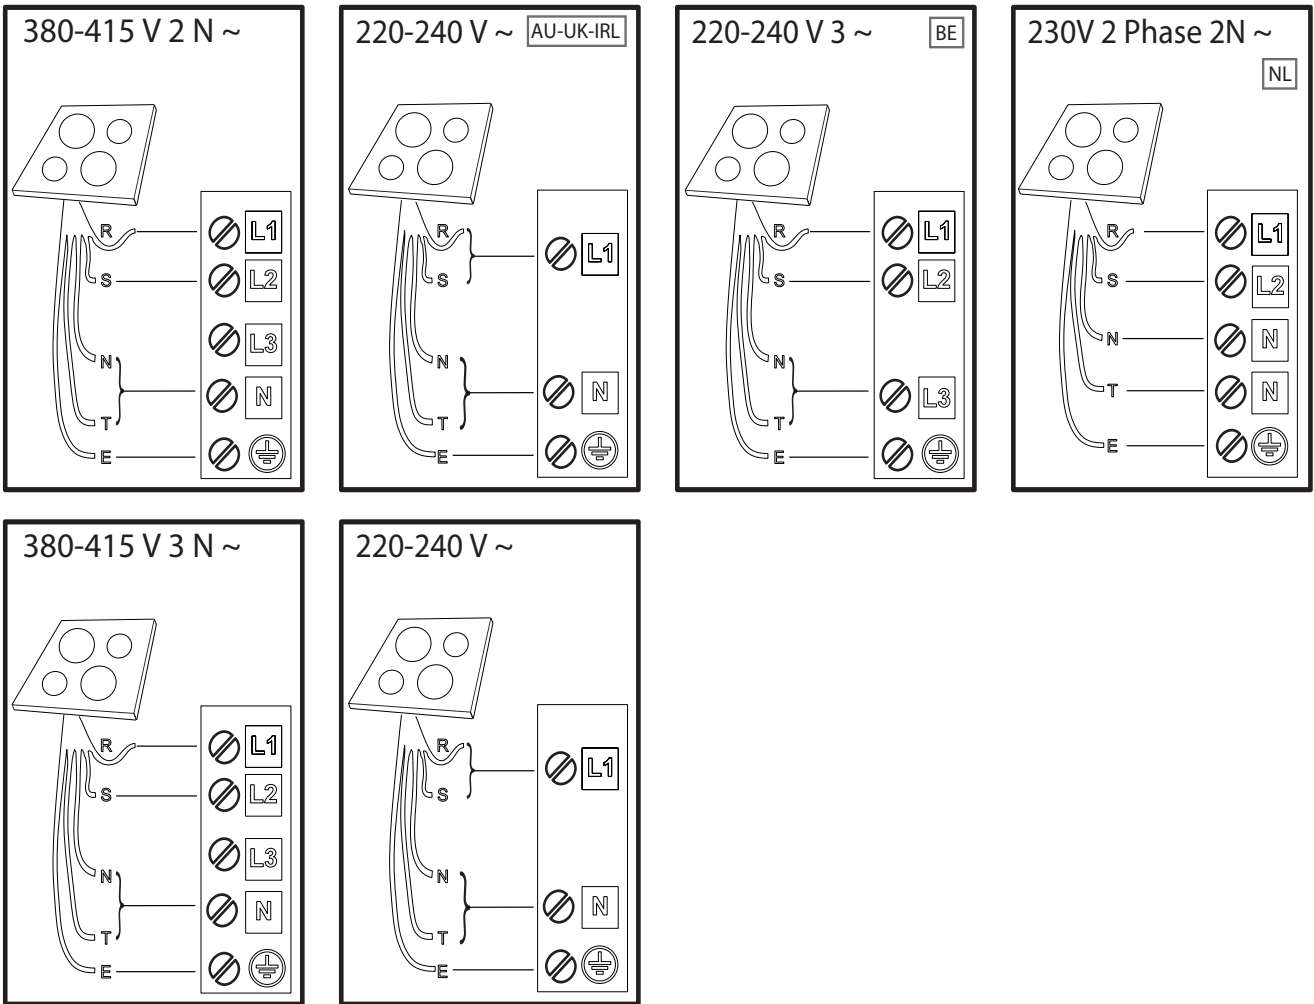 380-415 V 2 N ~
R L1
S L2
L3
N
N
T
E
220-240 V ~ AU-UK-IRL
R
L1
S
N
N
T
E
220-240 V 3 ~ BE
R L1
S L2
N
L3
T
E
230V 2 Phase 2N ~
NL
R L1
S L2
N N
T N
E
380-415 V 3 N ~
R L1
S L2
L3
N
N
T
E
220-240 V ~
R
L1
S
N
N
T
E